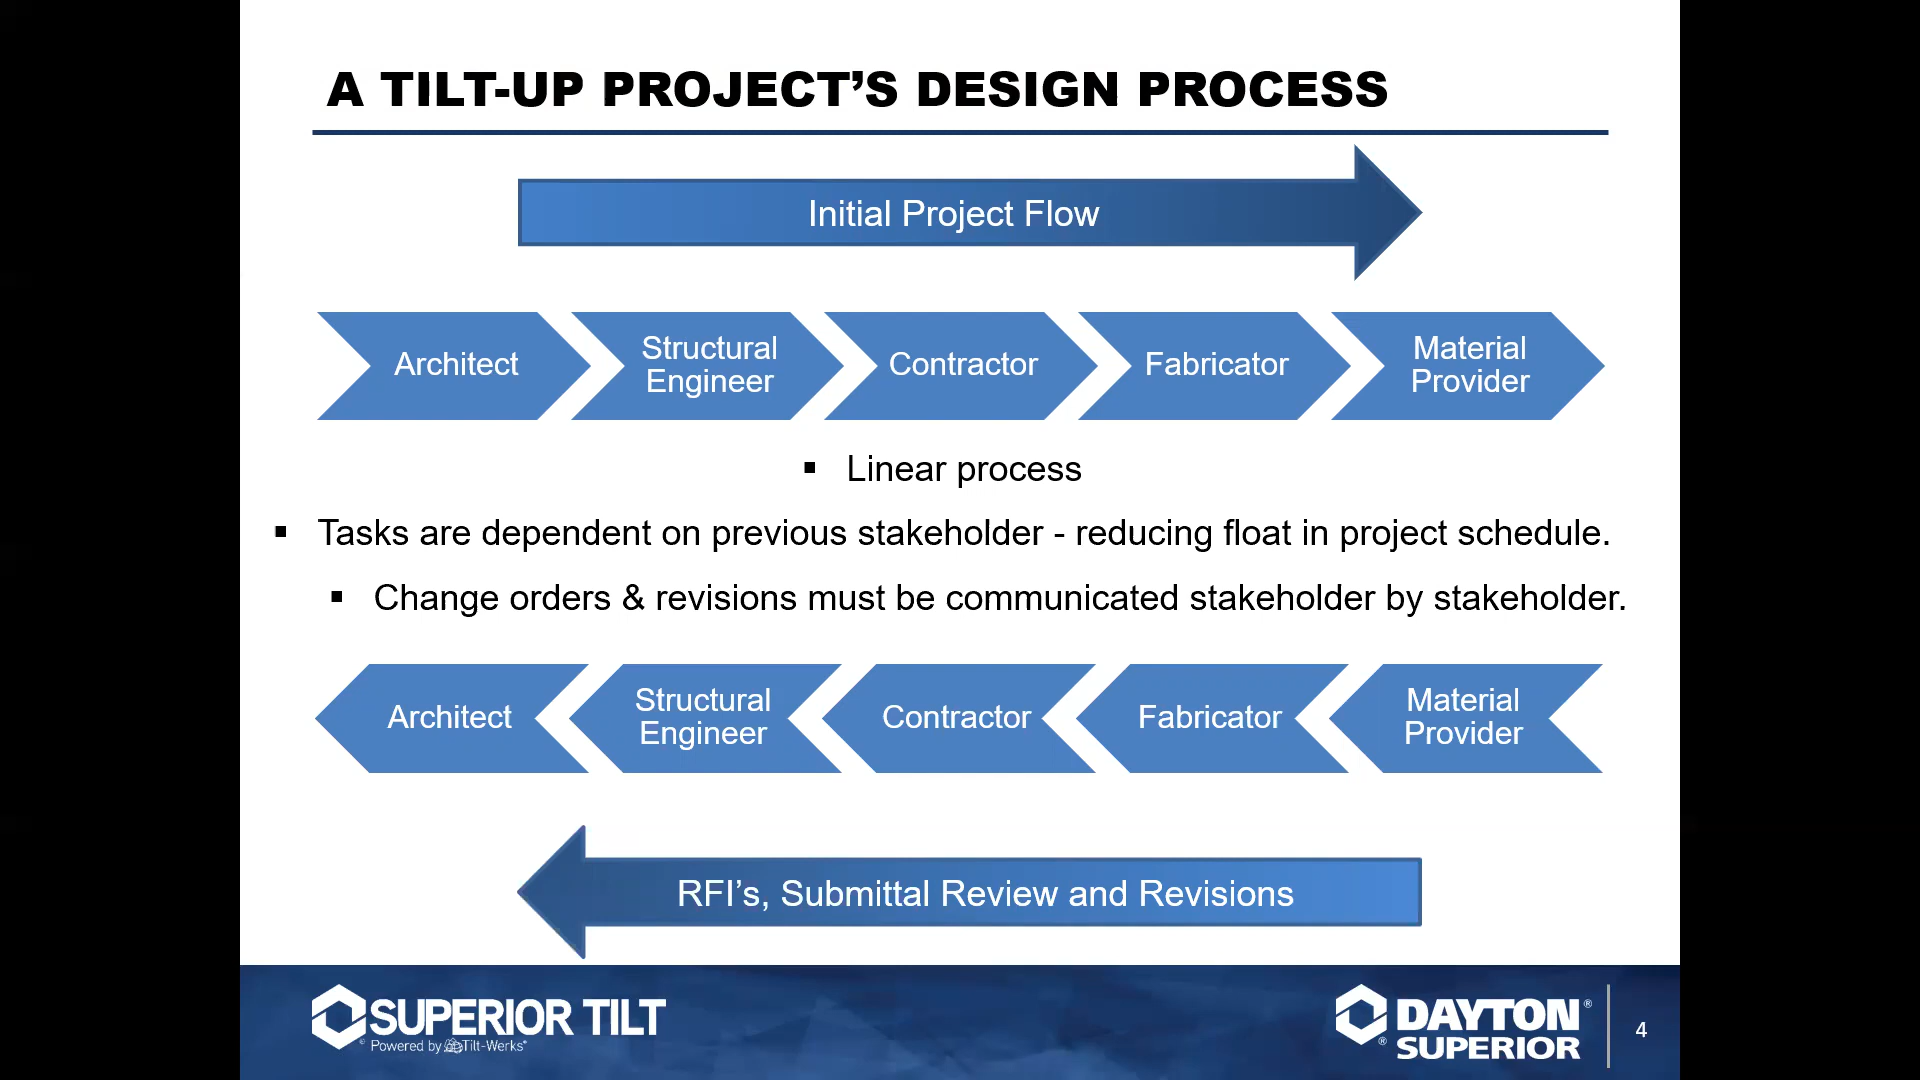 A TILT-UP PROJECT’S DESIGN PROCESS
Initial Project Flow
Architect
Structural
Engineer
Contractor
Fabricator
Material
Provider
▪ Linear process
▪ Tasks are dependent on previous stakeholder - reducing float in project schedule.
▪ Change orders & revisions must be communicated stakeholder by stakeholder.
Architect
Structural
Engineer
Contractor
Fabricator
Material
Provider
RFI’s, Submittal Review and Revisions
SUPERIOR TILT
Powered by Tilt-Werks®
DAYTON®
SUPERIOR
4